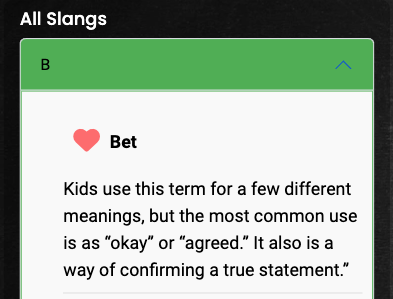 All Slangs
B
Bet
Kids use this term for a few different
meanings, but the most common use
is as “okay” or “agreed.” It also is a
way of confirming a true statement.”